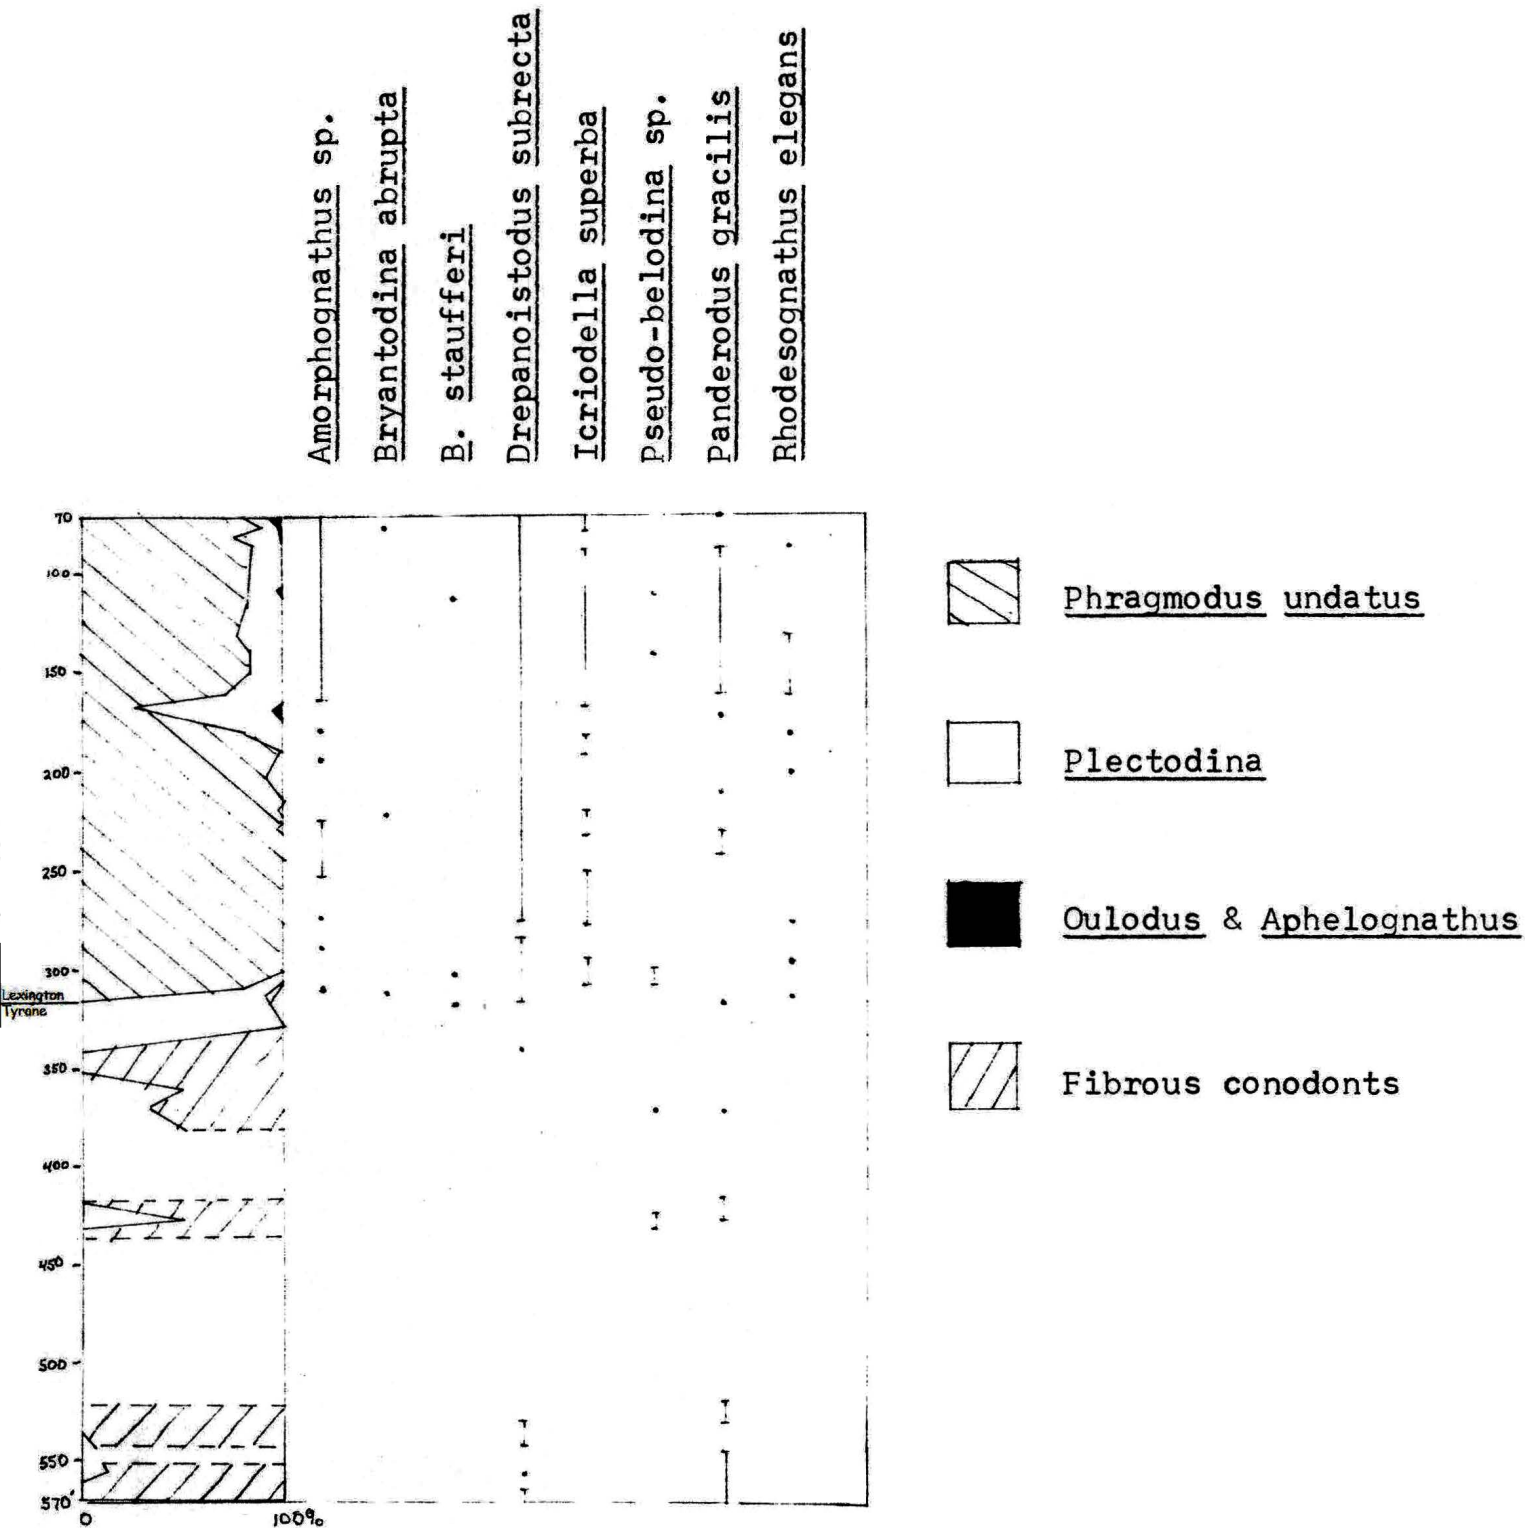 Amorphognathus sp.
Bryantodina abrupta
B. staufferi
Drepanoistodus subrecta
Icriodella superba
Pseudo-belodina sp.
Panderodus gracilis
Rhodesognathus elegans
70
100
150
200
250
300
Lexington
Tyrone
350
400
450
500
550
570'
0
100%
Phragmodus undatus
Plectodina
Oulodus & Aphelognathus
Fibrous conodonts